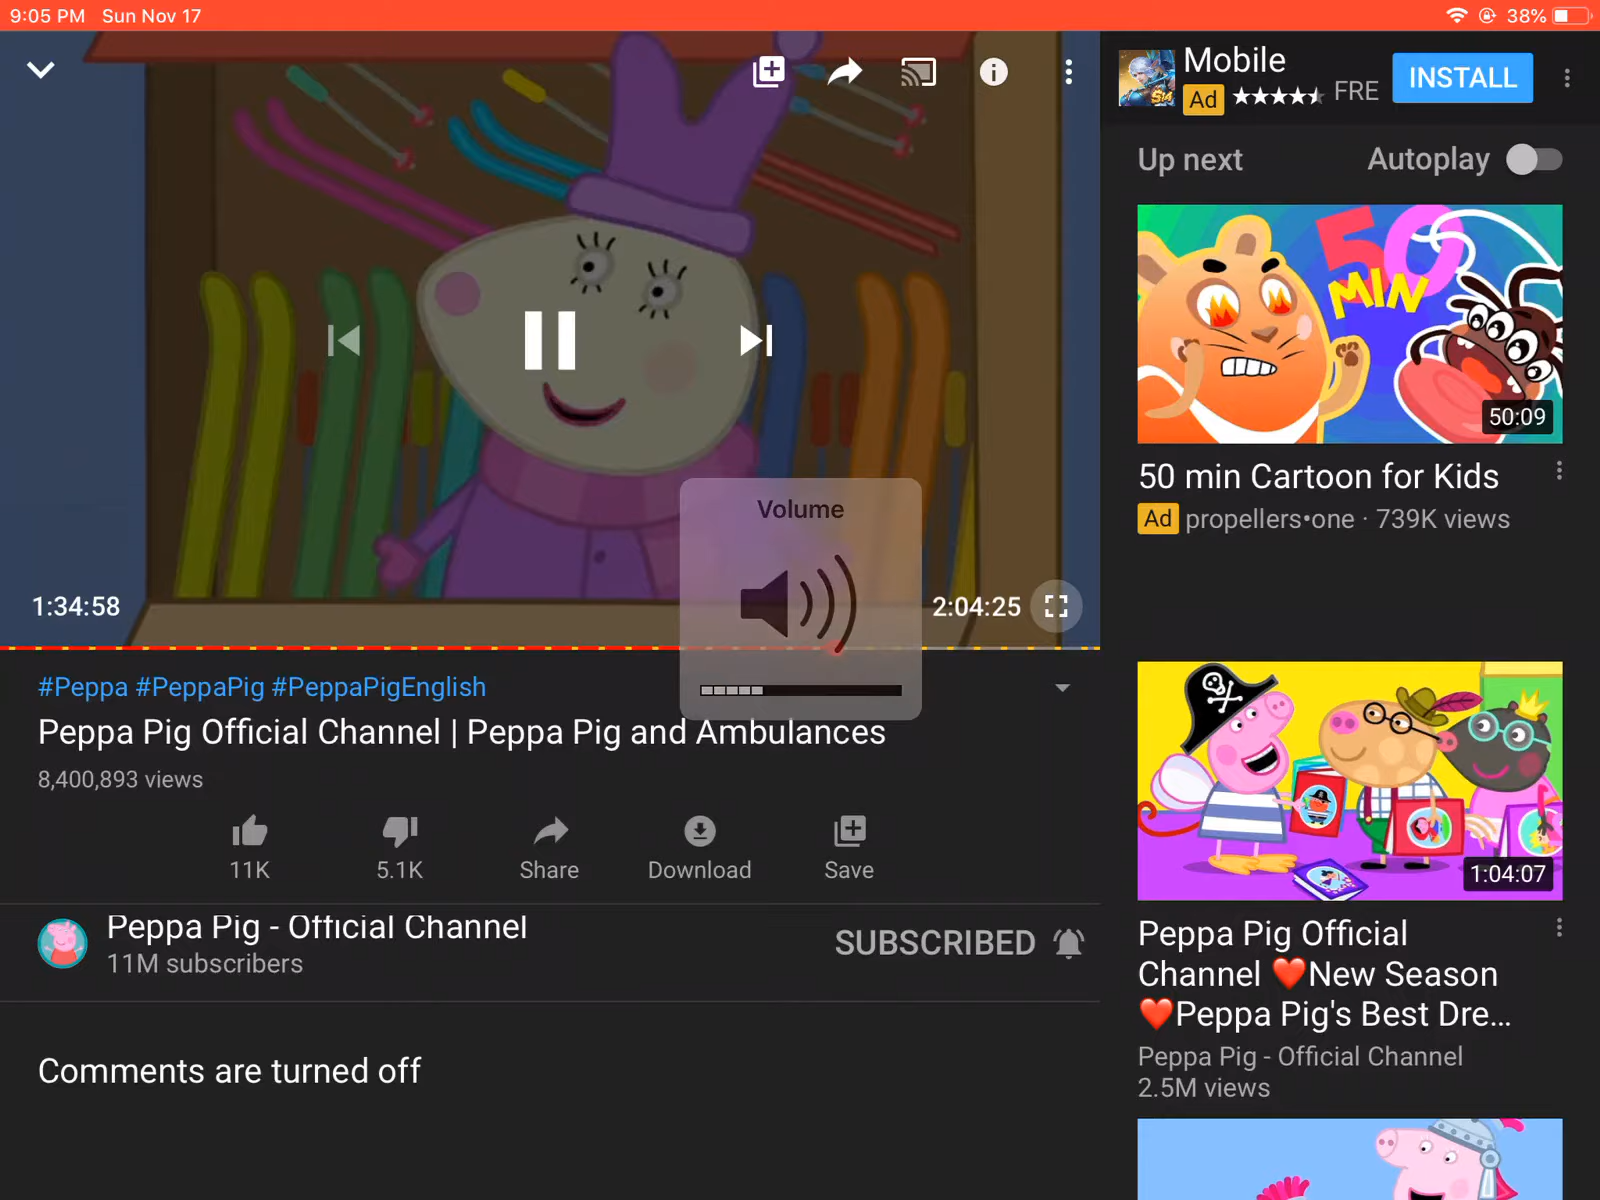 9:05 PM Sun Nov 17
38%
1:34:58
2:04:25
Volume
#Peppa #PeppaPig #PeppaPigEnglish
Peppa Pig Official Channel | Peppa Pig and Ambulances
8,400,893 views
11K
5.1K
Share
Download
Save
Peppa Pig - Official Channel
11M subscribers
SUBSCRIBED
Comments are turned off
Mobile
Ad
FRE
INSTALL
Up next
Autoplay
50
MIN
50:09
50 min Cartoon for Kids
Ad propellers•one · 739K views
1:04:07
Peppa Pig Official
Channel ❤️New Season
❤️Peppa Pig's Best Dre...
Peppa Pig - Official Channel
2.5M views